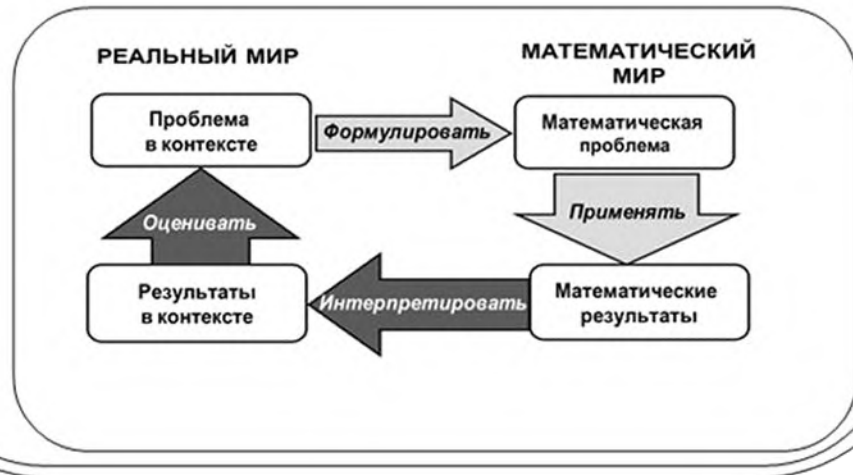 РЕАЛЬНЫЙ МИР
МАТЕМАТИЧЕСКИЙ
МИР
Проблема
в контексте
Формулировать
Математическая
проблема
Оценивать
Применять
Результаты
в контексте
Интерпретировать
Математические
результаты